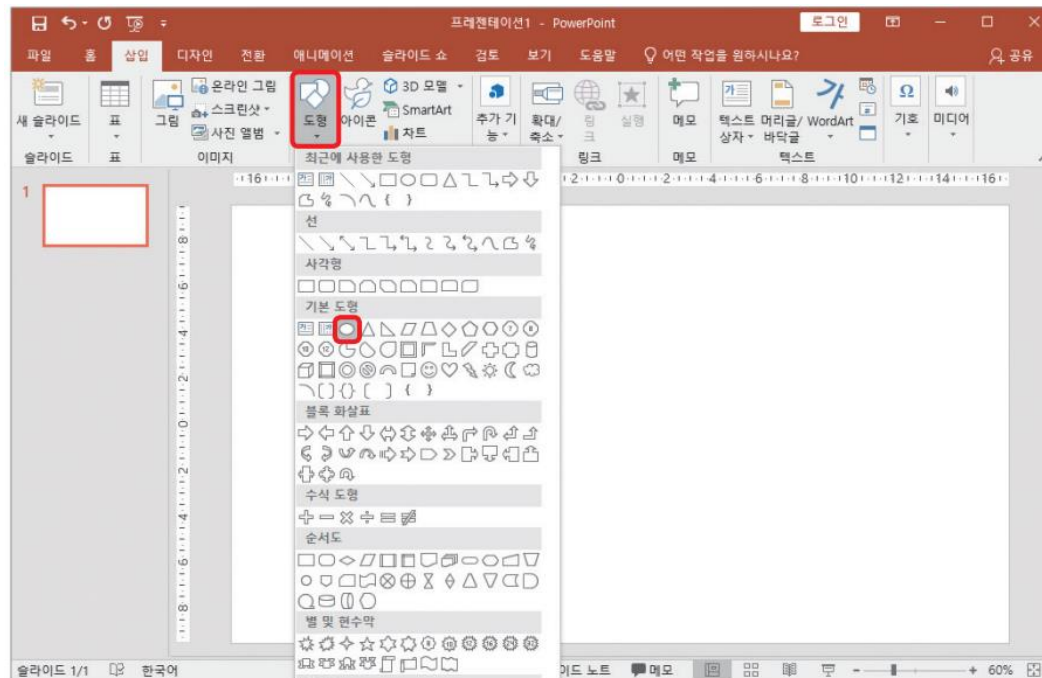 프레젠테이션1 - PowerPoint
로그인
파일 홈 삽입 디자인 전환 애니메이션 슬라이드 쇼 검토 보기 도움말 어떤 작업을 원하시나요? 공유
온라인 그림
스크린샷
사진 앨범
3D 모델
SmartArt
차트
새 슬라이드
표
그림
도형
아이콘
추가 기능
확대/축소
링크
실행
메모
텍스트 상자
머리글/바닥글
WordArt
기호
미디어
슬라이드 표 이미지 링크 메모 텍스트
최근에 사용한 도형
선
사각형
기본 도형
블록 화살표
수식 도형
순서도
별 및 현수막
1
슬라이드 1/1 한국어 이드 노트 메모 60%